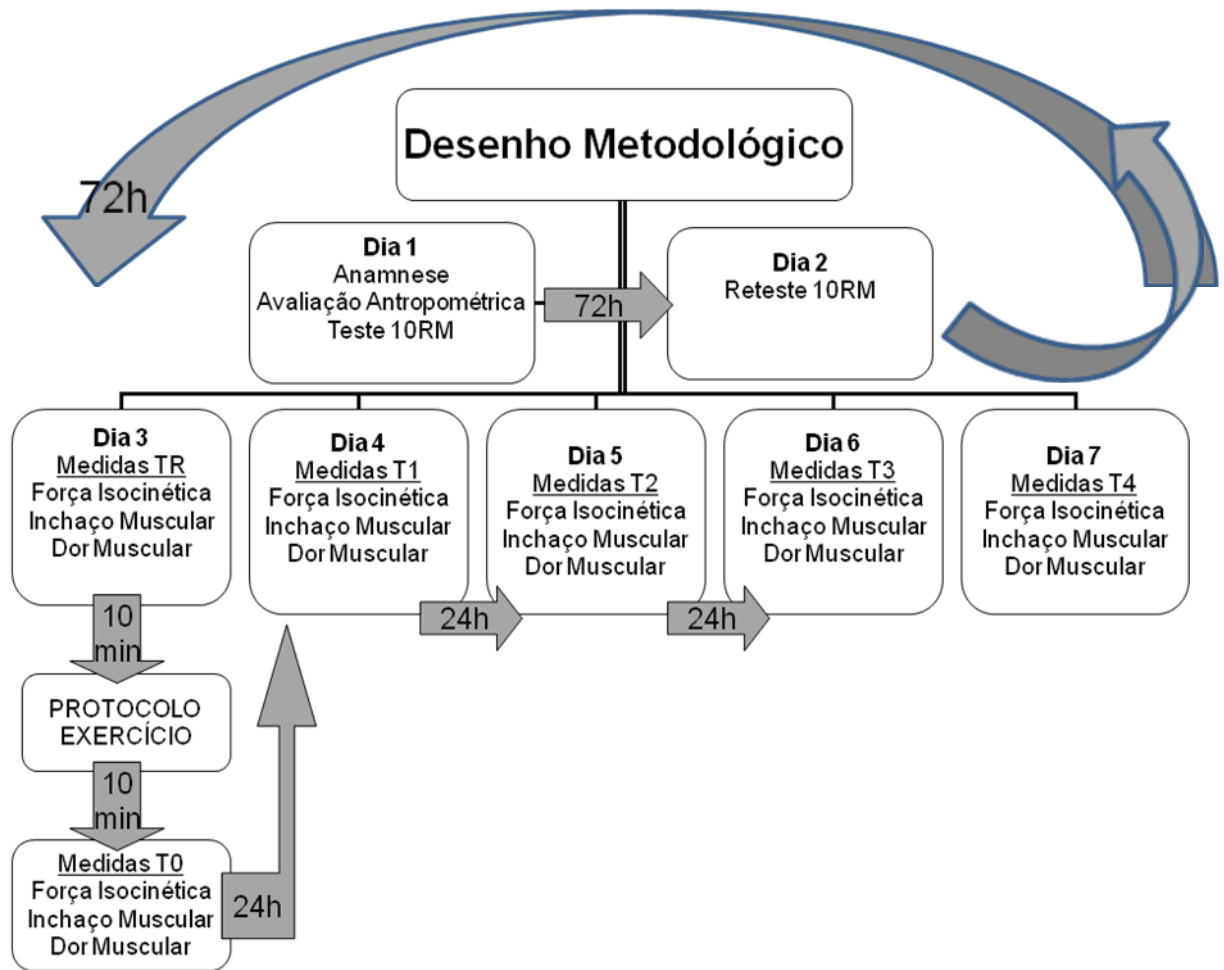 Desenho Metodológico
72h
Dia 1
Anamnese
Avaliação Antropométrica
Teste 10RM
72h
Dia 2
Reteste 10RM
Dia 3
Medidas TR
Força Isocinética
Inchaço Muscular
Dor Muscular
Dia 4
Medidas T1
Força Isocinética
Inchaço Muscular
Dor Muscular
Dia 5
Medidas T2
Força Isocinética
Inchaço Muscular
Dor Muscular
Dia 6
Medidas T3
Força Isocinética
Inchaço Muscular
Dor Muscular
Dia 7
Medidas T4
Força Isocinética
Inchaço Muscular
Dor Muscular
24h
24h
10
min
PROTOCOLO
EXERCÍCIO
10
min
Medidas T0
Força Isocinética
Inchaço Muscular
Dor Muscular
24h